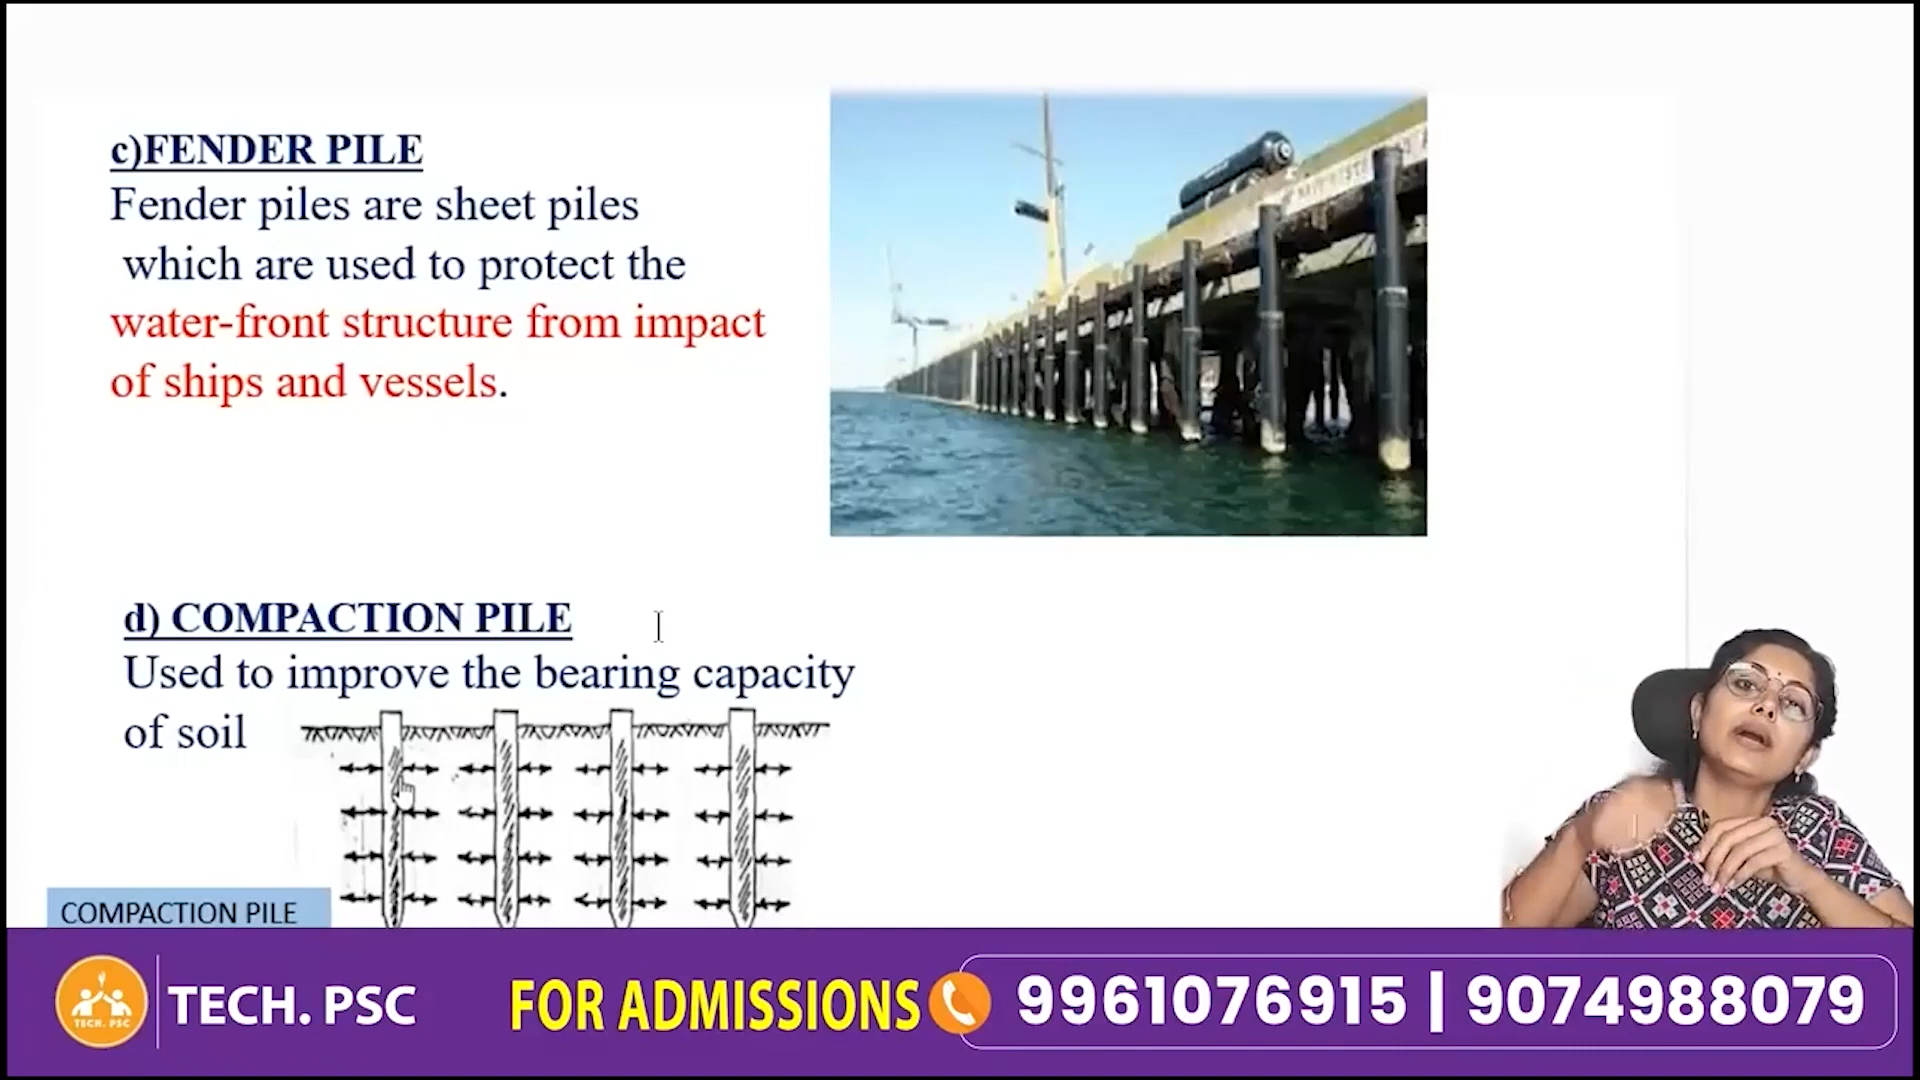 c)FENDER PILE
Fender piles are sheet piles
which are used to protect the
water-front structure from impact
of ships and vessels.
d) COMPACTION PILE
Used to improve the bearing capacity
of soil
COMPACTION PILE
TECH. PSC
TECH. PSC
FOR ADMISSIONS
9961076915 | 9074988079